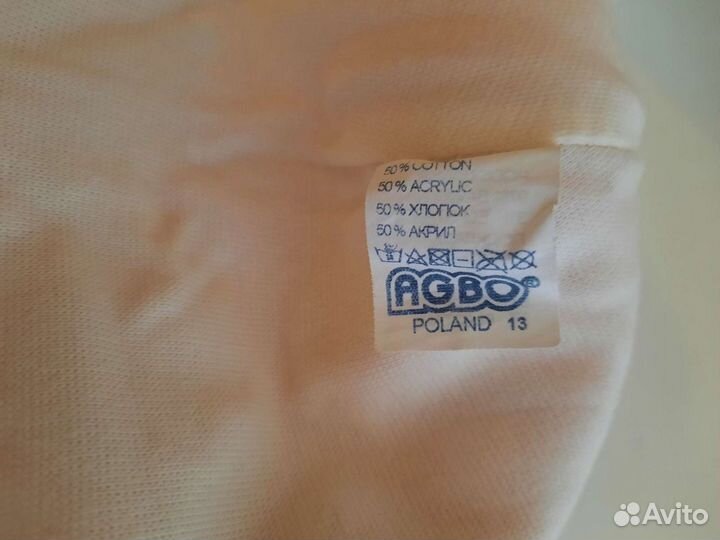 50% COTTON
50% ACRYLIC
50% ХЛОПОК
50% АКРИЛ
AGBO
POLAND 13
Avito